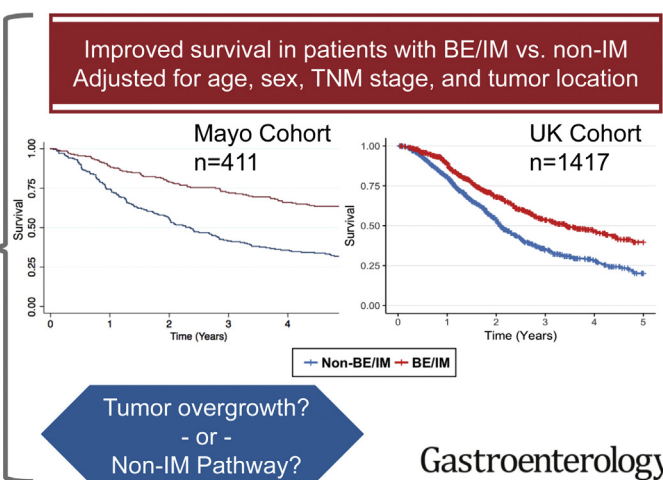 Improved survival in patients with BE/IM vs. non-IM
Adjusted for age, sex, TNM stage, and tumor location
Mayo Cohort
n=411
1.00
0.75
0.50
0.25
0.00
Survival
0
1
2
3
4
Time (Years)
UK Cohort
n=1417
1.00
0.75
0.50
0.25
0.00
Survival
0
1
2
3
4
5
Time (Years)
Non-BE/IM
BE/IM
Tumor overgrowth?
- or -
Non-IM Pathway?
Gastroenterology